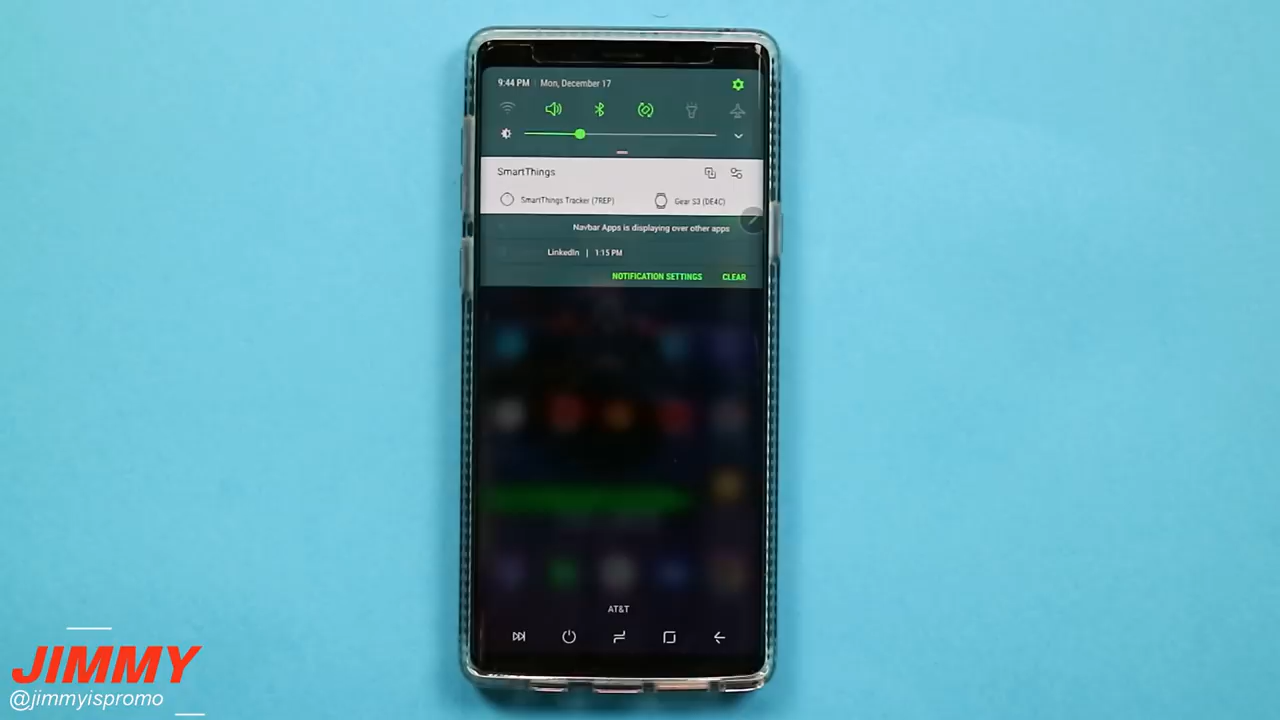 9:44 PM | Mon, December 17
SmartThings
SmartThings Tracker (7REP) Gear S3 (DE4C)
Navbar Apps is displaying over other apps
LinkedIn | 1:15 PM
NOTIFICATION SETTINGS CLEAR
AT&T
JIMMY
@jimmyispromo